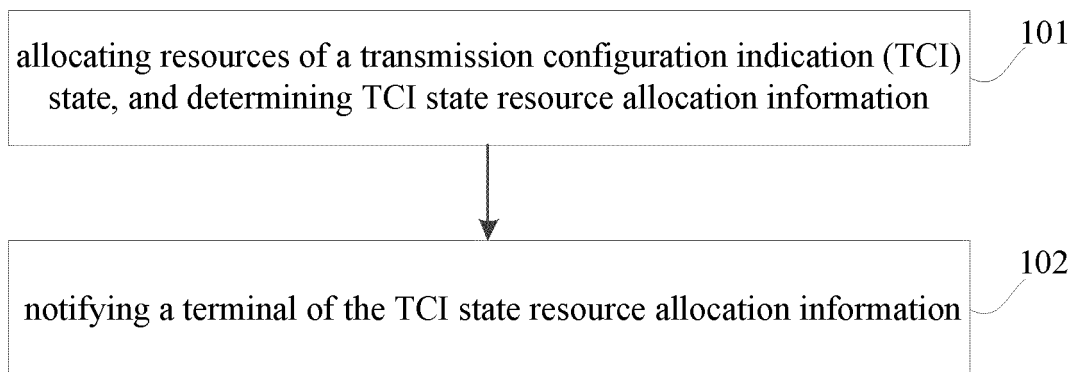 101
allocating resources of a transmission configuration indication (TCI)
state, and determining TCI state resource allocation information
102
notifying a terminal of the TCI state resource allocation information